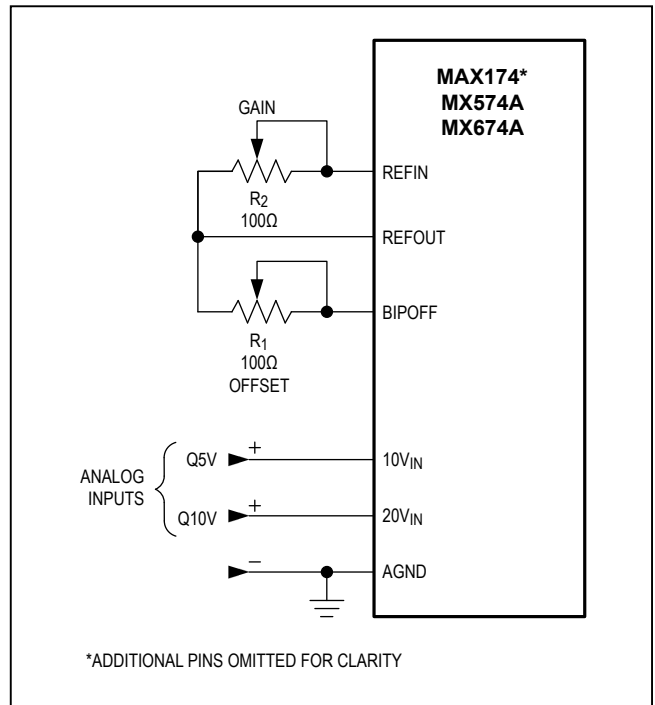 MAX174*
MX574A
MX674A
GAIN
REFIN
R2
100Ω
REFOUT
BIPOFF
R1
100Ω
OFFSET
ANALOG
INPUTS
Q5V
+
10VIN
Q10V
+
20VIN
−
AGND
*ADDITIONAL PINS OMITTED FOR CLARITY